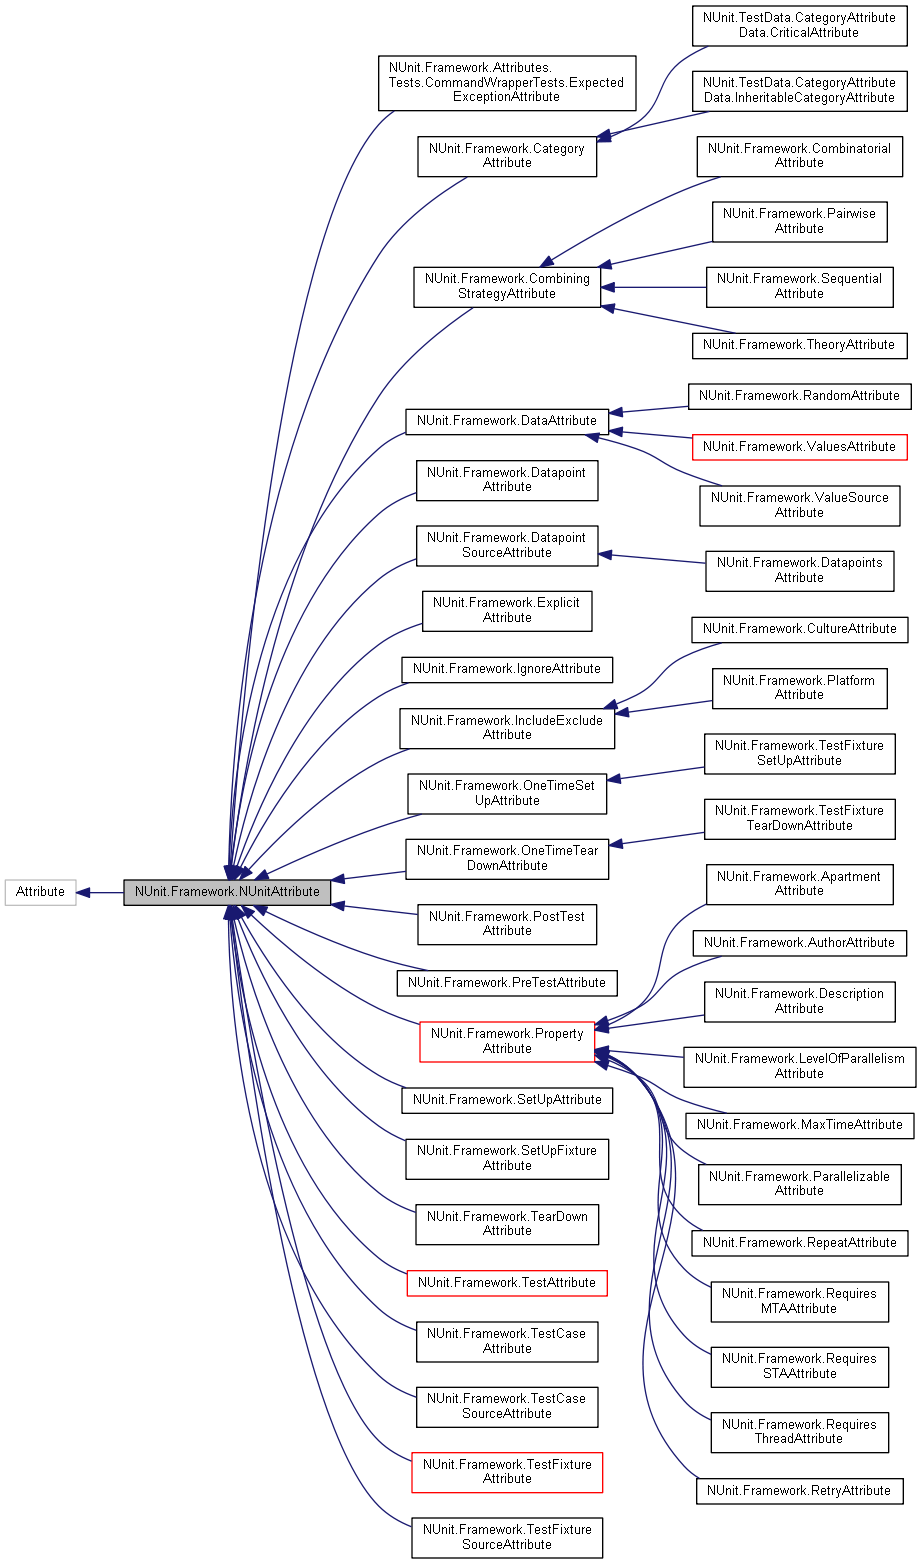 Attribute
NUnit.Framework.NUnitAttribute
NUnit.Framework.Attributes.
Tests.CommandWrapperTests.Expected
ExceptionAttribute
NUnit.Framework.Category
Attribute
NUnit.Framework.Combining
StrategyAttribute
NUnit.Framework.DataAttribute
NUnit.Framework.Datapoint
Attribute
NUnit.Framework.Datapoint
SourceAttribute
NUnit.Framework.Explicit
Attribute
NUnit.Framework.IgnoreAttribute
NUnit.Framework.IncludeExclude
Attribute
NUnit.Framework.OneTimeSet
UpAttribute
NUnit.Framework.OneTimeTear
DownAttribute
NUnit.Framework.PostTest
Attribute
NUnit.Framework.PreTestAttribute
NUnit.Framework.Property
Attribute
NUnit.Framework.SetUpAttribute
NUnit.Framework.SetUpFixture
Attribute
NUnit.Framework.TearDown
Attribute
NUnit.Framework.TestAttribute
NUnit.Framework.TestCase
Attribute
NUnit.Framework.TestCase
SourceAttribute
NUnit.Framework.TestFixture
Attribute
NUnit.Framework.TestFixture
SourceAttribute
NUnit.TestData.CategoryAttribute
Data.CriticalAttribute
NUnit.TestData.CategoryAttribute
Data.InheritableCategoryAttribute
NUnit.Framework.Combinatorial
Attribute
NUnit.Framework.Pairwise
Attribute
NUnit.Framework.Sequential
Attribute
NUnit.Framework.TheoryAttribute
NUnit.Framework.RandomAttribute
NUnit.Framework.ValuesAttribute
NUnit.Framework.ValueSource
Attribute
NUnit.Framework.Datapoints
Attribute
NUnit.Framework.CultureAttribute
NUnit.Framework.Platform
Attribute
NUnit.Framework.TestFixture
SetUpAttribute
NUnit.Framework.TestFixture
TearDownAttribute
NUnit.Framework.Apartment
Attribute
NUnit.Framework.AuthorAttribute
NUnit.Framework.Description
Attribute
NUnit.Framework.LevelOfParallelism
Attribute
NUnit.Framework.MaxTimeAttribute
NUnit.Framework.Parallelizable
Attribute
NUnit.Framework.RepeatAttribute
NUnit.Framework.Requires
MTAAttribute
NUnit.Framework.Requires
STAAttribute
NUnit.Framework.Requires
ThreadAttribute
NUnit.Framework.RetryAttribute